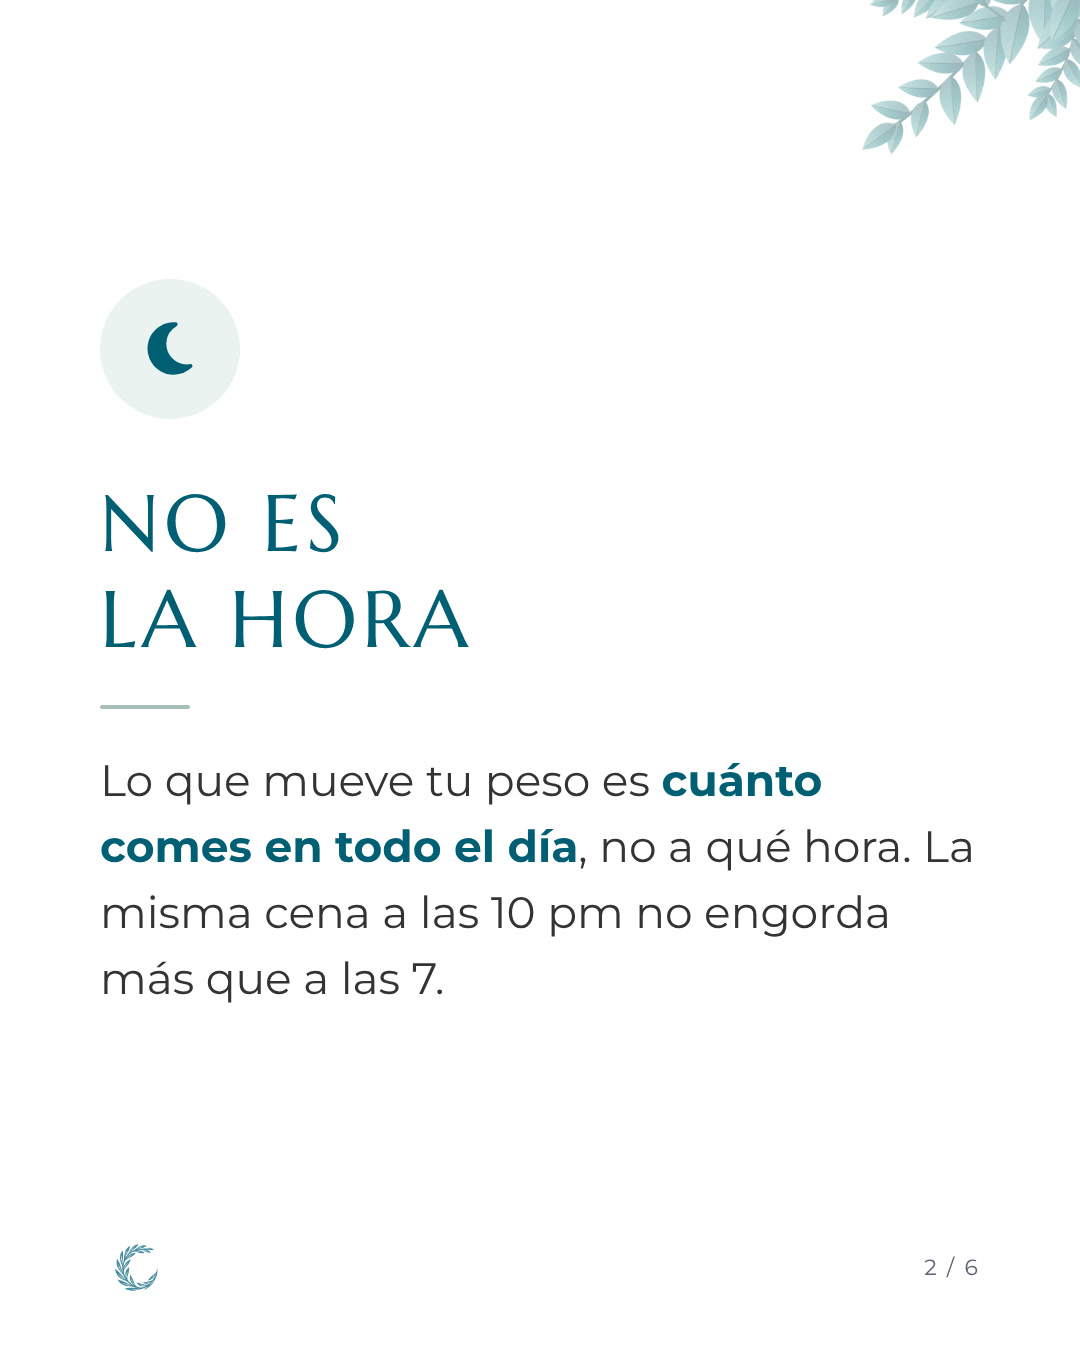 NO ES
LA HORA
Lo que mueve tu peso es cuánto
comes en todo el día, no a qué hora. La
misma cena a las 10 pm no engorda
más que a las 7.
2 / 6